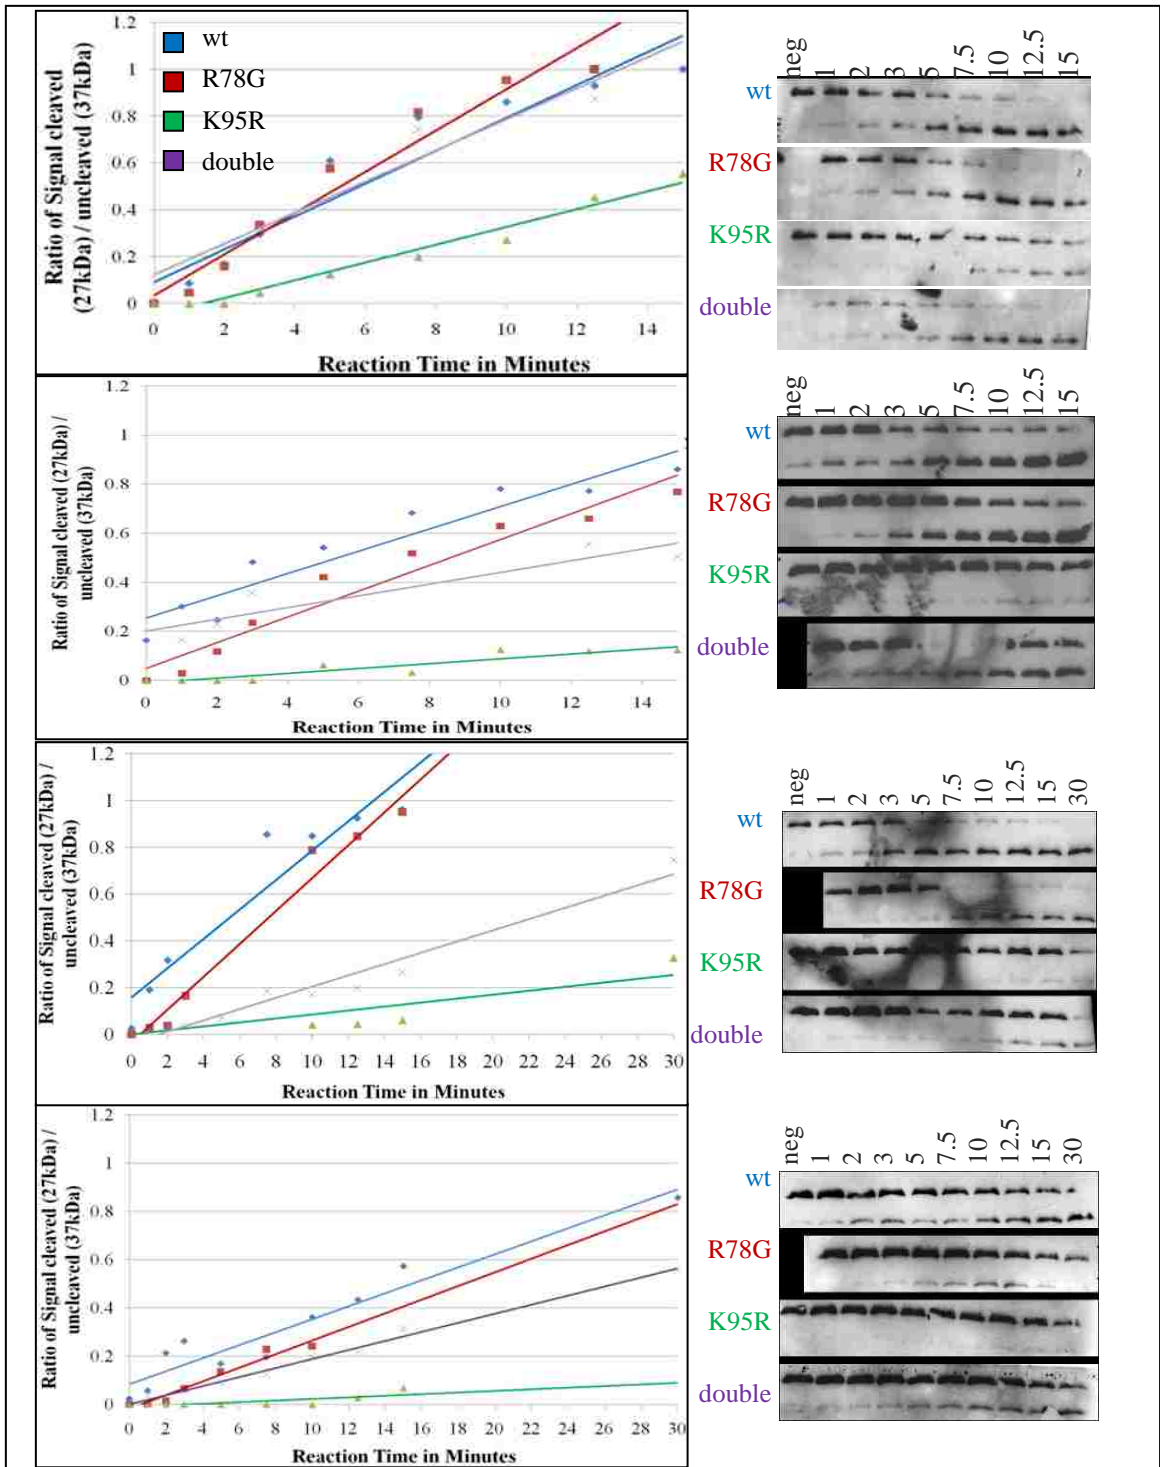 Ratio of Signal cleaved
(27kDa) / uncleaved (37kDa)
1.2
1
0.8
0.6
0.4
0.2
0
wt
R78G
K95R
double
0 2 4 6 8 10 12 14
Reaction Time in Minutes
neg 1 2 3 5 7.5 10 12.5 15
wt
R78G
K95R
double
Ratio of Signal cleaved (27kDa) /
uncleaved (37kDa)
1.2
1
0.8
0.6
0.4
0.2
0
0 2 4 6 8 10 12 14
Reaction Time in Minutes
neg 1 2 3 5 7.5 10 12.5 15
wt
R78G
K95R
double
Ratio of Signal cleaved (27kDa) /
uncleaved (37kDa)
1.2
1
0.8
0.6
0.4
0.2
0
0 2 4 6 8 10 12 14 16 18 20 22 24 26 28 30
Reaction Time in Minutes
neg 1 2 3 5 7.5 10 12.5 15 30
wt
R78G
K95R
double
Ratio of Signal cleaved (27kDa) /
uncleaved (37kDa)
1.2
1
0.8
0.6
0.4
0.2
0
0 2 4 6 8 10 12 14 16 18 20 22 24 26 28 30
Reaction Time in Minutes
neg 1 2 3 5 7.5 10 12.5 15 30
wt
R78G
K95R
double